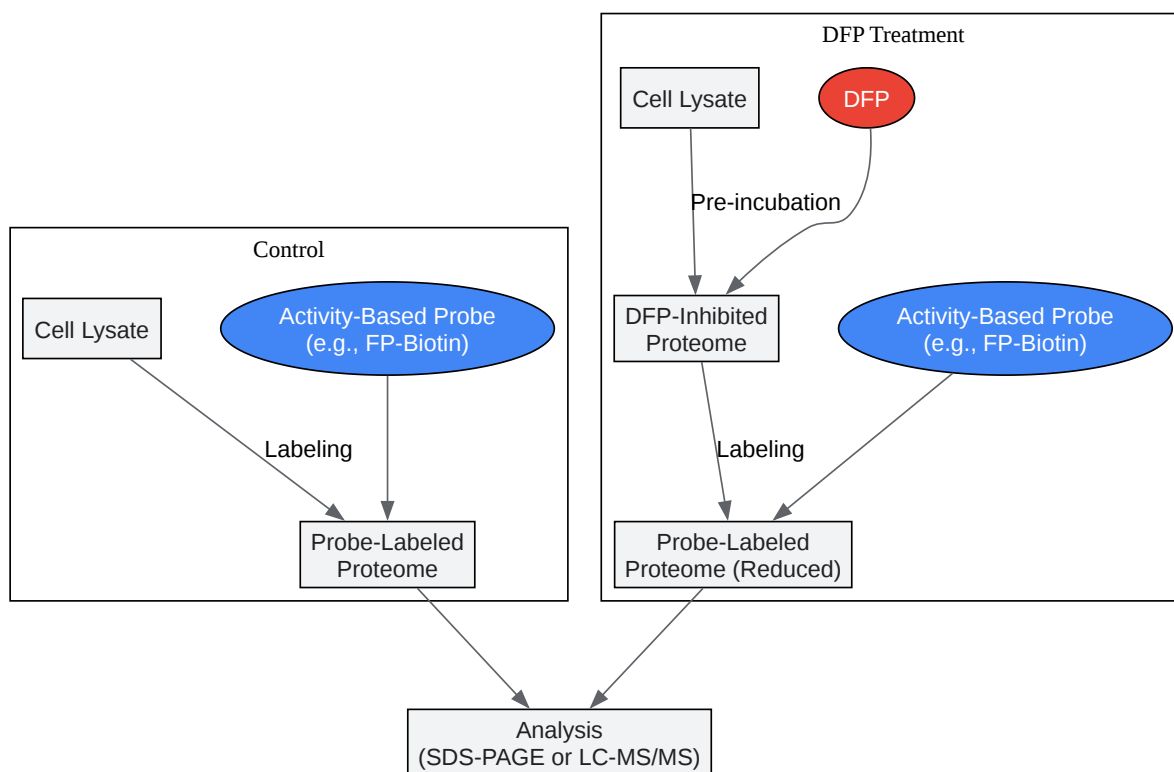 DFP Treatment
Cell Lysate
DFP
Pre-incubation
Control
Cell Lysate
Activity-Based Probe
(e.g., FP-Biotin)
DFP-Inhibited
Proteome
Activity-Based Probe
(e.g., FP-Biotin)
Labeling
Labeling
Probe-Labeled
Proteome
Probe-Labeled
Proteome (Reduced)
Analysis
(SDS-PAGE or LC-MS/MS)